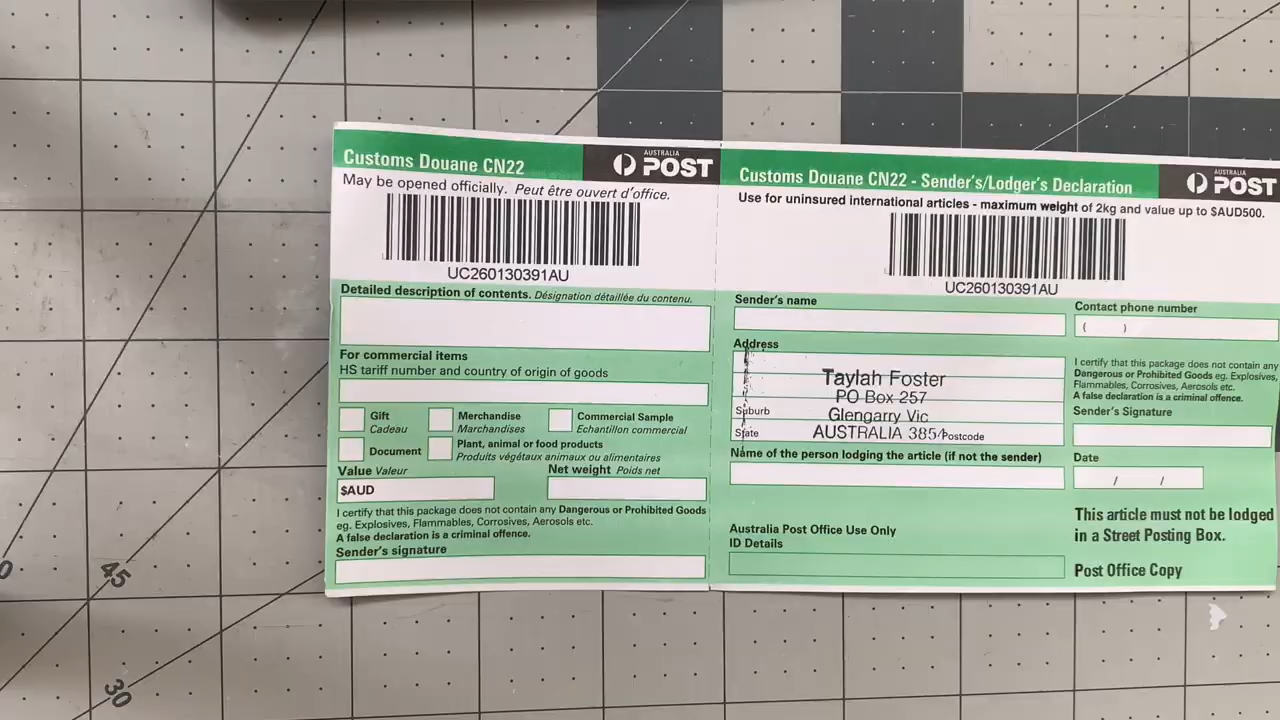 Customs Douane CN22
AUSTRALIA
POST
May be opened officially. Peut être ouvert d'office.
UC260130391AU
Detailed description of contents. Désignation détaillée du contenu.
For commercial items
HS tariff number and country of origin of goods
Gift
Cadeau
Merchandise
Marchandises
Commercial Sample
Echantillon commercial
Document
Plant, animal or food products
Produits végétaux animaux ou alimentaires
Value Valeur
Net weight Poids net
$AUD
I certify that this package does not contain any Dangerous or Prohibited Goods
eg. Explosives, Flammables, Corrosives, Aerosols etc.
A false declaration is a criminal offence.
Sender's signature
Customs Douane CN22 - Sender's/Lodger's Declaration
AUSTRALIA
POST
Use for uninsured international articles - maximum weight of 2kg and value up to $AUD500.
UC260130391AU
Sender's name
Contact phone number
( )
Address
Taylah Foster
PO Box 257
Suburb
Glengarry Vic
State
AUSTRALIA 385
Postcode
I certify that this package does not contain any
Dangerous or Prohibited Goods eg. Explosives,
Flammables, Corrosives, Aerosols etc.
A false declaration is a criminal offence.
Sender's Signature
Name of the person lodging the article (if not the sender)
Date
/ /
Australia Post Office Use Only
ID Details
This article must not be lodged
in a Street Posting Box.
Post Office Copy
0
45
30